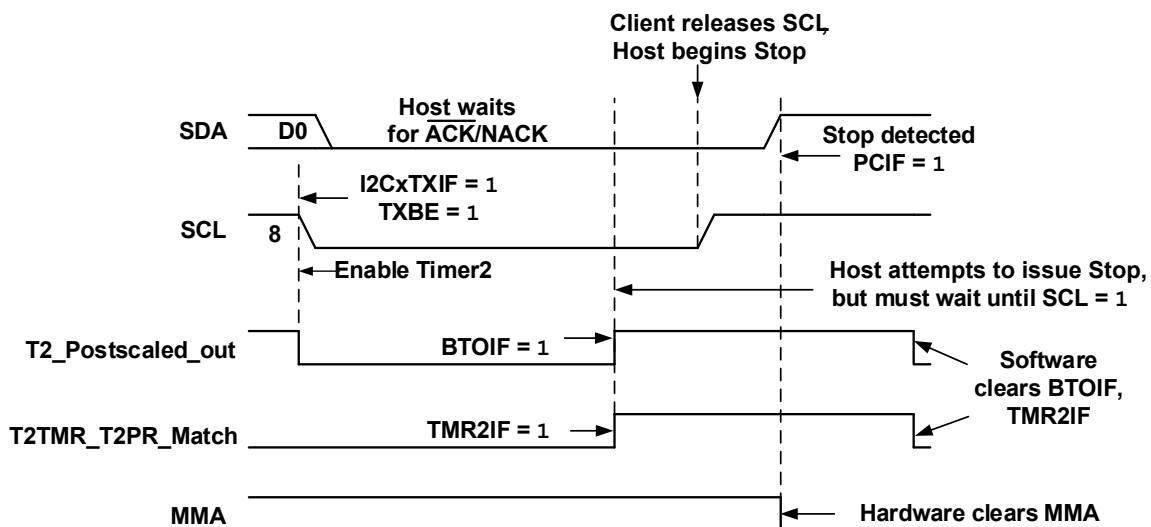 Client releases SCL,
Host begins Stop
SDA
D0
Host waits
for ACK/NACK
Stop detected
PCIF = 1
I2CxTXIF = 1
TXBE = 1
SCL
8
Enable Timer2
Host attempts to issue Stop,
but must wait until SCL = 1
T2_Postscaled_out
BTOIF = 1
Software
clears BTOIF,
TMR2IF
T2TMR_T2PR_Match
TMR2IF = 1
MMA
Hardware clears MMA